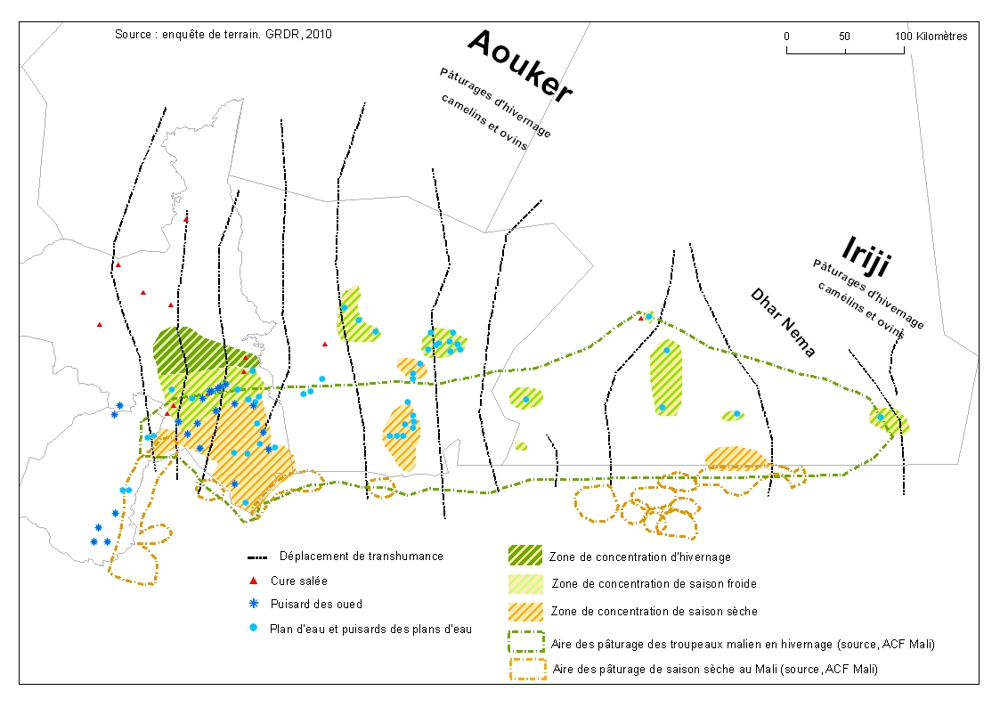 Source : enquête de terrain. GRDR, 2010
0 50 100 Kilomètres
Aouker
Pâturages d'hivernage
camelins et ovins
Iriji
Pâturages d'hivernage
camélins et ovins
Dhar Nema
Déplacement de transhumance
Cure salée
Puisard des oued
Plan d'eau et puisards des plans d'eau
Zone de concentration d'hivernage
Zone de concentration de saison froide
Zone de concentration de saison sèche
Aire des pâturage des troupeaux malien en hivernage (source, ACF Mali)
Aire des pâturage de saison sèche au Mali (source, ACF Mali)